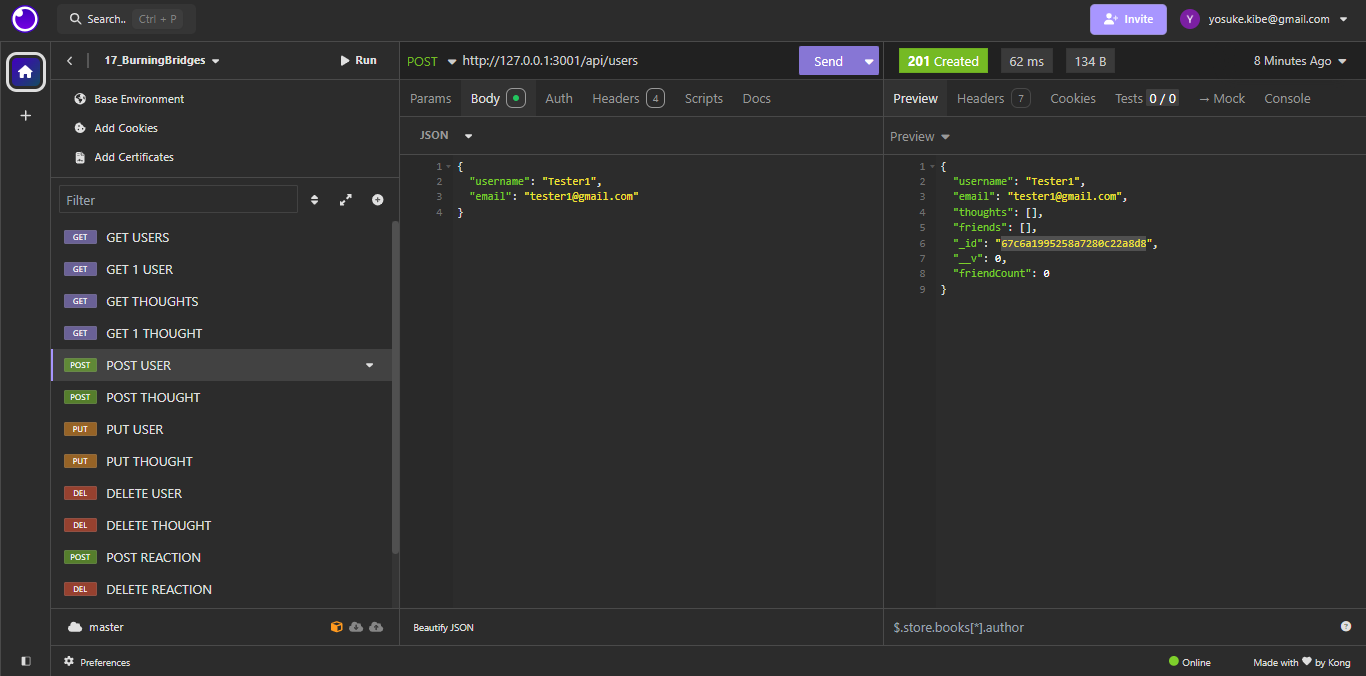 Search.. Ctrl + P
Invite
Y yosuke.kibe@gmail.com
17_BurningBridges
Run
Base Environment
Add Cookies
Add Certificates
Filter
GET GET USERS
GET GET 1 USER
GET GET THOUGHTS
GET GET 1 THOUGHT
POST POST USER
POST POST THOUGHT
PUT PUT USER
PUT PUT THOUGHT
DEL DELETE USER
DEL DELETE THOUGHT
POST POST REACTION
DEL DELETE REACTION
master
Preferences
POST http://127.0.0.1:3001/api/users Send
Params Body Auth Headers 4 Scripts Docs
JSON
1 {
2 "username": "Tester1",
3 "email": "tester1@gmail.com"
4 }
Beautify JSON
201 Created 62 ms 134 B 8 Minutes Ago
Preview Headers 7 Cookies Tests 0 / 0 → Mock Console
Preview
1 {
2 "username": "Tester1",
3 "email": "tester1@gmail.com",
4 "thoughts": [],
5 "friends": [],
6 "_id": "67c6a1995258a7280c22a8d8",
7 "__v": 0,
8 "friendCount": 0
9 }
$.store.books[*].author
?
Online
Made with ♥ by Kong